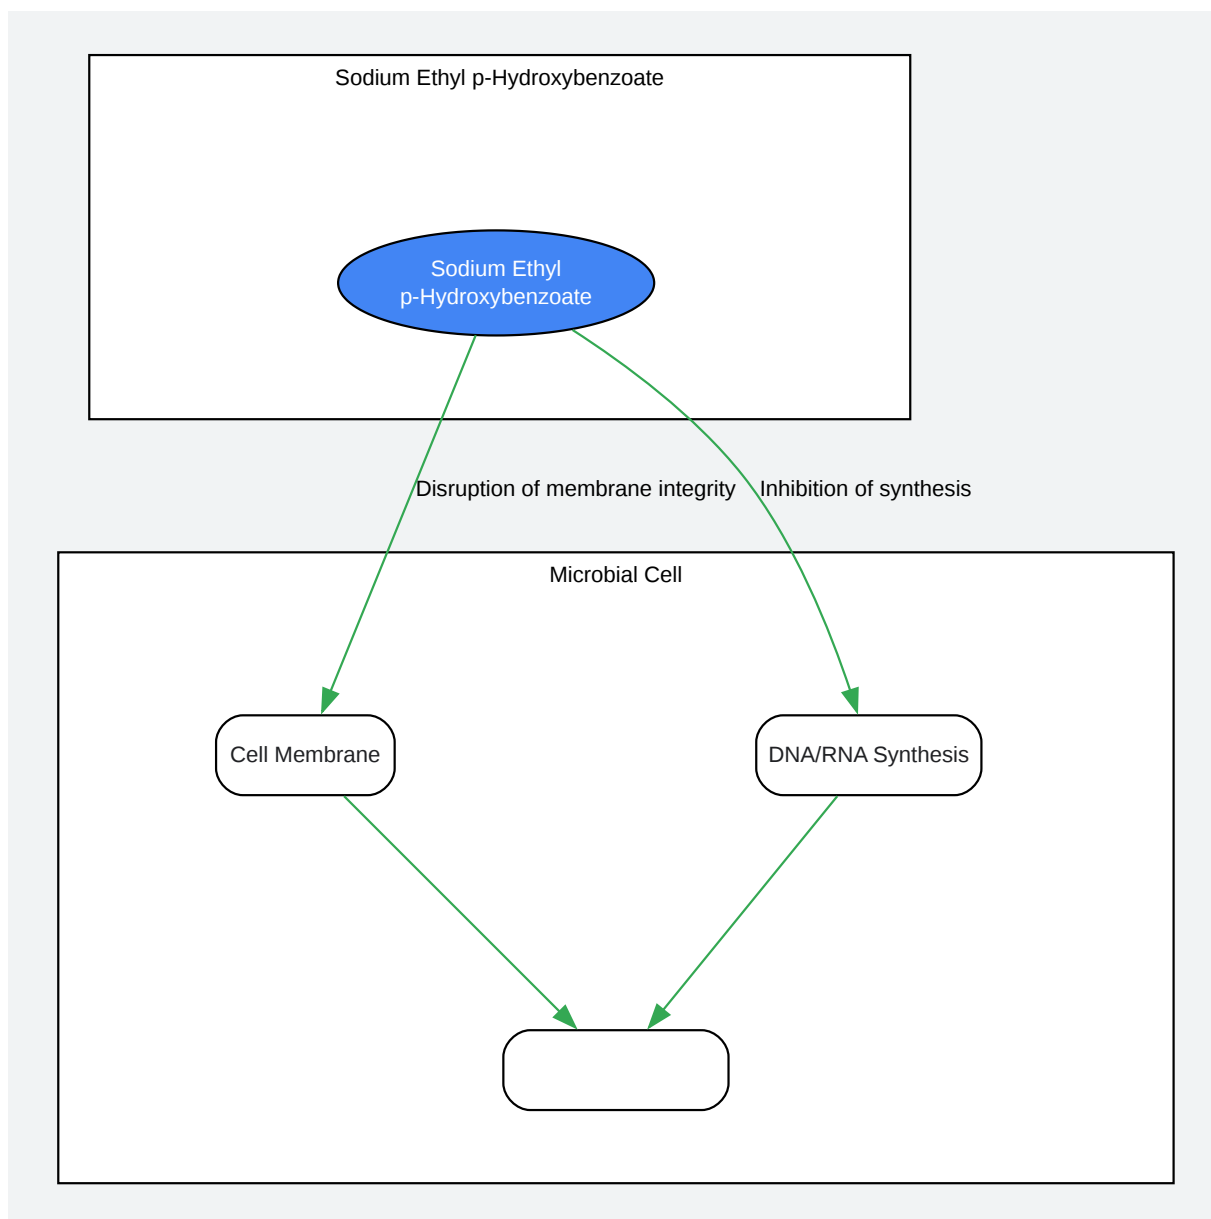 Sodium Ethyl p-Hydroxybenzoate
Sodium Ethyl
p-Hydroxybenzoate
Disruption of membrane integrity
Inhibition of synthesis
Microbial Cell
Cell Membrane
DNA/RNA Synthesis